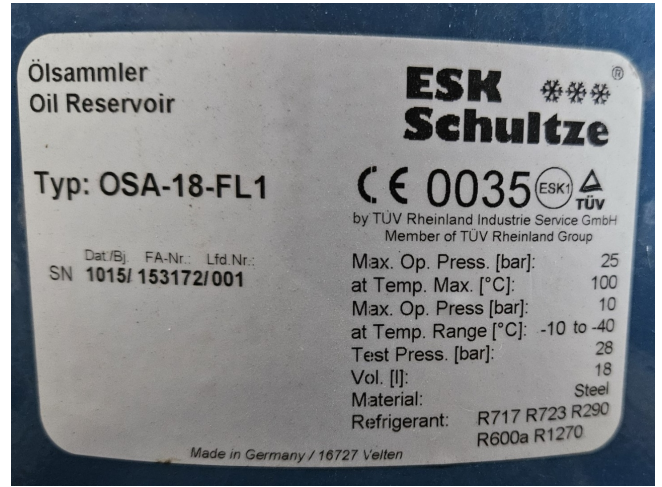 Ölsammler
Oil Reservoir
ESK ®
Schultze
Typ: OSA-18-FL1
CE 0035 ESK1 TÜV
by TÜV Rheinland Industrie Service GmbH
Member of TÜV Rheinland Group
Dat./Bj. FA-Nr.: Lfd.Nr.:
SN 1015/ 153172/ 001
Max. Op. Press. [bar]: 25
at Temp. Max. [°C]: 100
Max. Op. Press [bar]: 10
at Temp. Range [°C]: -10 to -40
Test Press. [bar]: 28
Vol. [l]: 18
Material: Steel
Refrigerant: R717 R723 R290
R600a R1270
Made in Germany / 16727 Velten